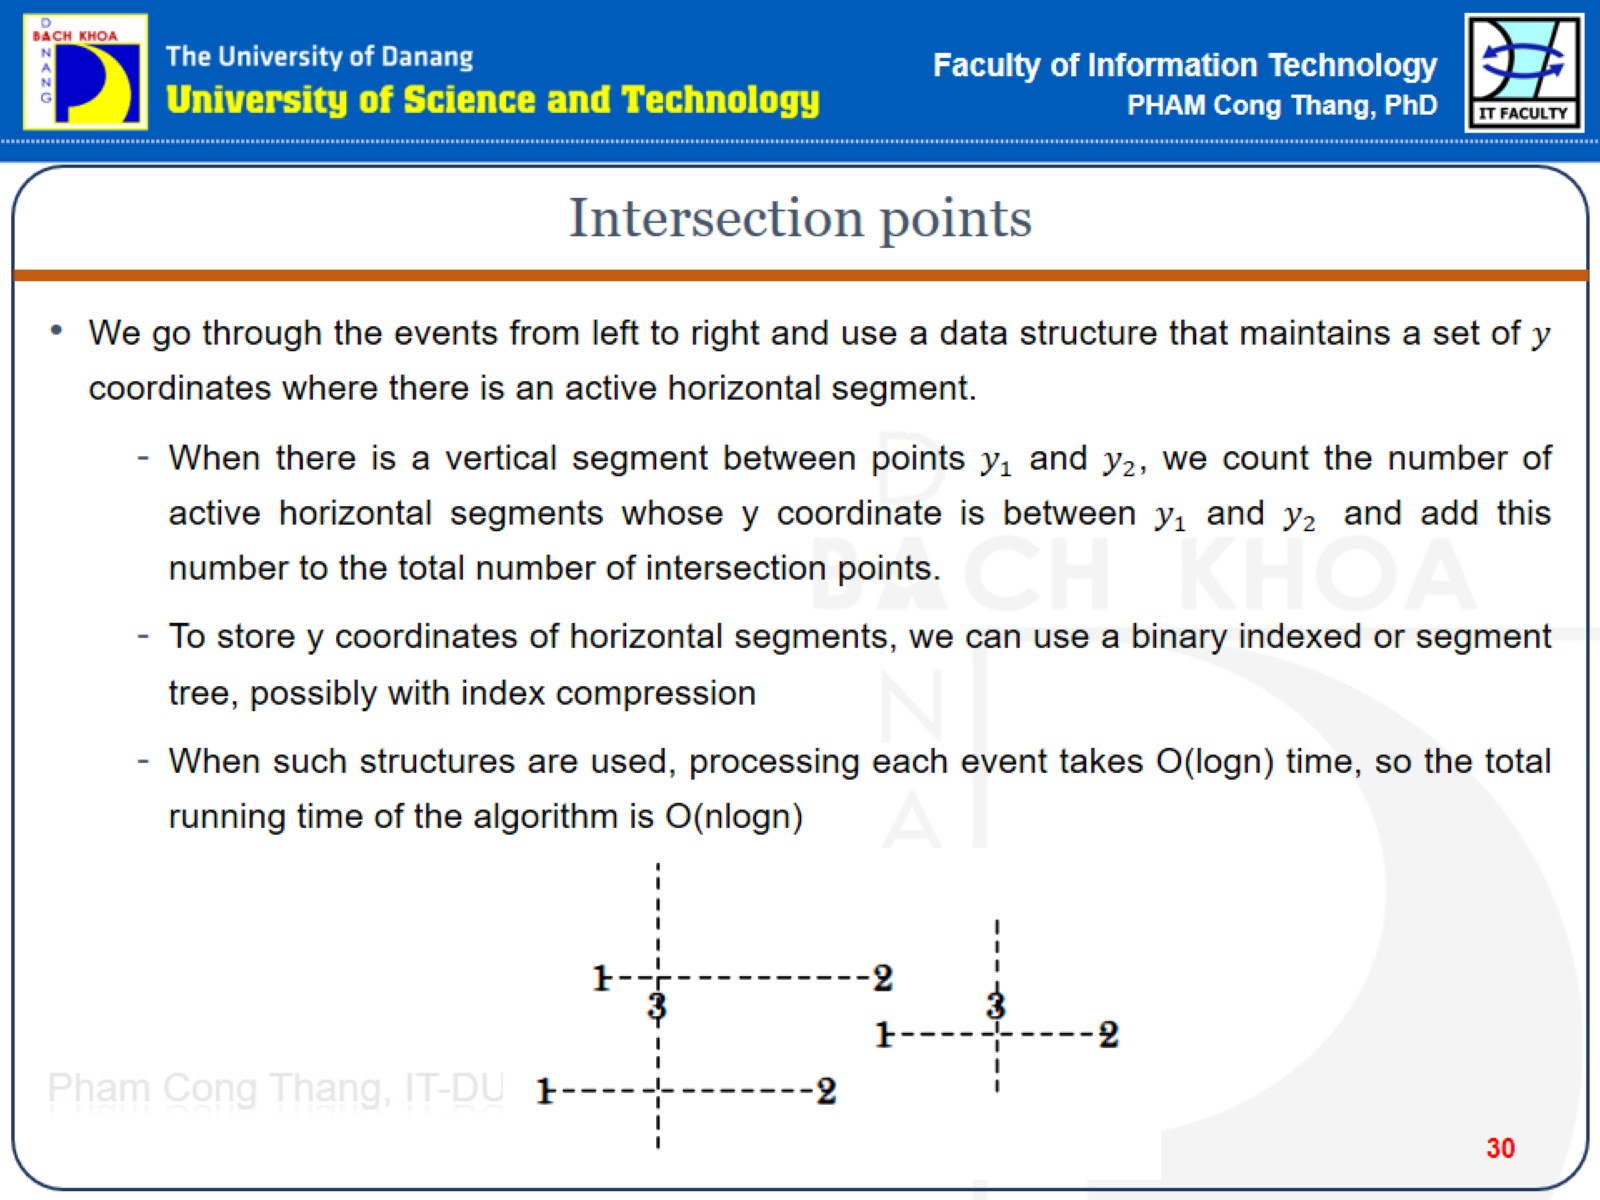 D
BACH KHOA
N
A
N
G
The University of Danang
University of Science and Technology
Faculty of Information Technology
PHAM Cong Thang, PhD
IT FACULTY
Intersection points
• We go through the events from left to right and use a data structure that maintains a set of y
coordinates where there is an active horizontal segment.
- When there is a vertical segment between points y₁ and y₂, we count the number of
active horizontal segments whose y coordinate is between y₁ and y₂ and add this
number to the total number of intersection points.
- To store y coordinates of horizontal segments, we can use a binary indexed or segment
tree, possibly with index compression
- When such structures are used, processing each event takes O(logn) time, so the total
running time of the algorithm is O(nlogn)
D
BACH KHOA
N
A
1 2
3 3
1 2
1 2
Pham Cong Thang, IT-DU
30